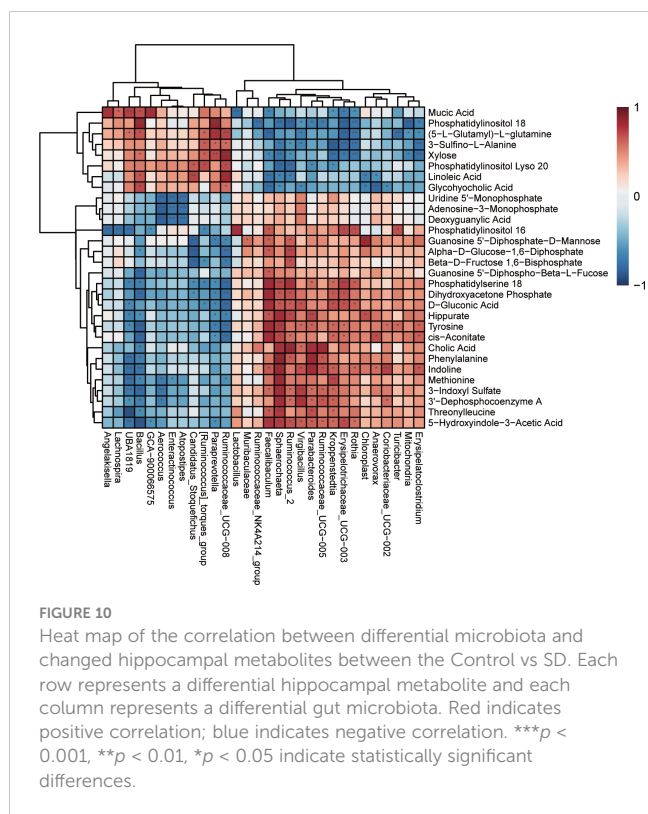 1
0
−1
Mucic Acid
Phosphatidylinositol 18
(5−L−Glutamyl)−L−glutamine
3−Sulfino−L−Alanine
Xylose
Phosphatidylinositol Lyso 20
Linoleic Acid
Glycohyocholic Acid
Uridine 5'−Monophosphate
Adenosine−3−Monophosphate
Deoxyguanylic Acid
Phosphatidylinositol 16
Guanosine 5'−Diphosphate−D−Mannose
Alpha−D−Glucose−1,6−Diphosphate
Beta−D−Fructose 1,6−Bisphosphate
Guanosine 5'−Diphospho−Beta−L−Fucose
Phosphatidylserine 18
Dihydroxyacetone Phosphate
D−Gluconic Acid
Hippurate
Tyrosine
cis−Aconitate
Cholic Acid
Phenylalanine
Indoline
Methionine
3−Indoxyl Sulfate
3'−Dephosphocoenzyme A
Threonylleucine
5−Hydroxyindole−3−Acetic Acid
Angelakisella
Lachnospira
UBA1819
Bacillus
GCA−900066575
Aerococcus
Enteractinococcus
Atopostipes
Candidatus_Stoquefichus
[Ruminococcus]_torques_group
Paraprevotella
Ruminococcaceae_UCG−008
Lactobacillus
Muribaculaceae
Ruminococcaceae_NK4A214_group
Faecalibaculum
Sphaerochaeta
Ruminococcus_2
Virgibacillus
Parabacteroides
Ruminococcaceae_UCG−005
Kroppenstedtia
Erysipelotrichaceae_UCG−003
Rothia
Chloroplast
Anaerovorax
Coriobacteriaceae_UCG−002
Turicibacter
Mitochondria
Erysipelatoclostridium
FIGURE 10
Heat map of the correlation between differential microbiota and
changed hippocampal metabolites between the Control vs SD. Each
row represents a differential hippocampal metabolite and each
column represents a differential gut microbiota. Red indicates
positive correlation; blue indicates negative correlation. ***p <
0.001, **p < 0.01, *p < 0.05 indicate statistically significant
differences.